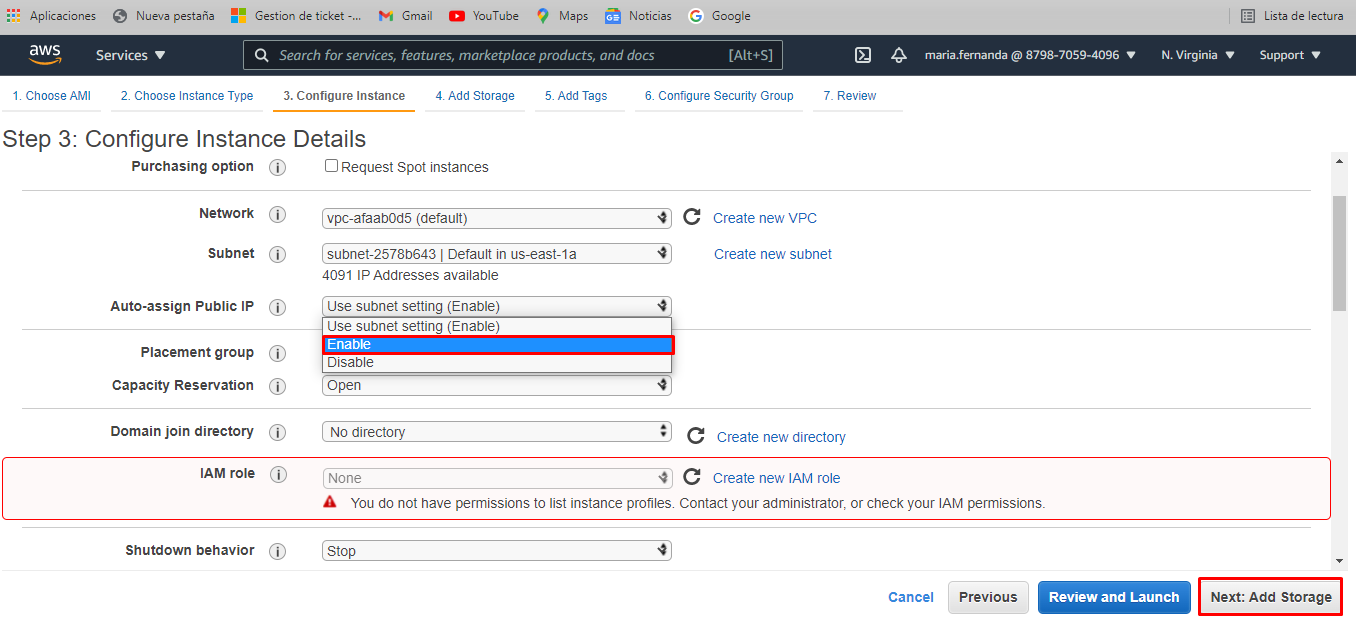 Aplicaciones Nueva pestaña Gestion de ticket -... Gmail YouTube Maps Noticias Google Lista de lectura
aws Services Search for services, features, marketplace products, and docs [Alt+S] maria.fernanda @ 8798-7059-4096 N. Virginia Support
1. Choose AMI 2. Choose Instance Type 3. Configure Instance 4. Add Storage 5. Add Tags 6. Configure Security Group 7. Review
Step 3: Configure Instance Details
Purchasing option i Request Spot instances
Network i vpc-afaab0d5 (default) Create new VPC
Subnet i subnet-2578b643 | Default in us-east-1a Create new subnet
4091 IP Addresses available
Auto-assign Public IP i Use subnet setting (Enable)
Use subnet setting (Enable)
Enable
Placement group i
Disable
Capacity Reservation i Open
Domain join directory i No directory Create new directory
IAM role i None Create new IAM role
You do not have permissions to list instance profiles. Contact your administrator, or check your IAM permissions.
Shutdown behavior i Stop
Cancel Previous Review and Launch Next: Add Storage